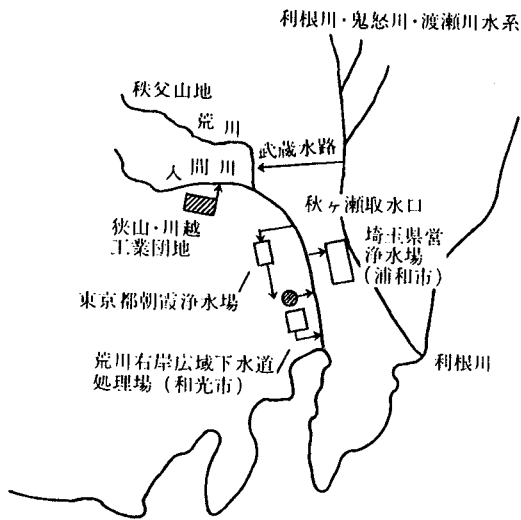 利根川・鬼怒川・渡瀬川水系
秩父山地
荒川
武蔵水路
入間川
秋ヶ瀬取水口
狭山・川越
工業団地
埼玉県営
浄水場
(浦和市)
東京都朝霞浄水場
荒川右岸広域下水道
処理場(和光市)
利根川